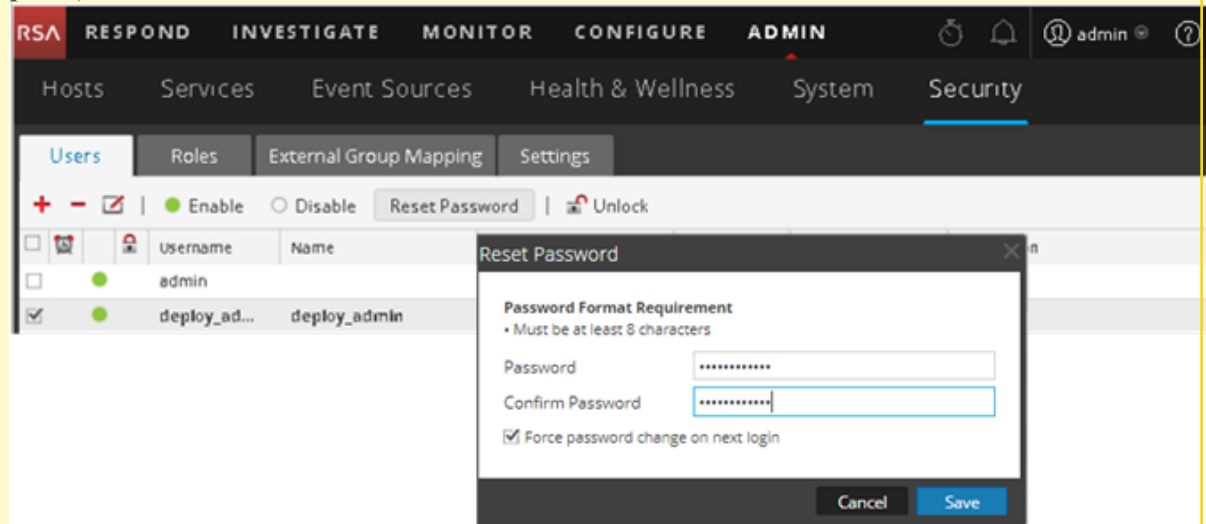 RSA RESPOND INVESTIGATE MONITOR CONFIGURE ADMIN admin
Hosts Services Event Sources Health & Wellness System Security
Users Roles External Group Mapping Settings
Enable Disable Reset Password Unlock
Username Name n
admin
deploy_ad... deploy_admin
Reset Password
Password Format Requirement
• Must be at least 8 characters
Password ••••••••••••
Confirm Password ••••••••••••
Force password change on next login
Cancel Save